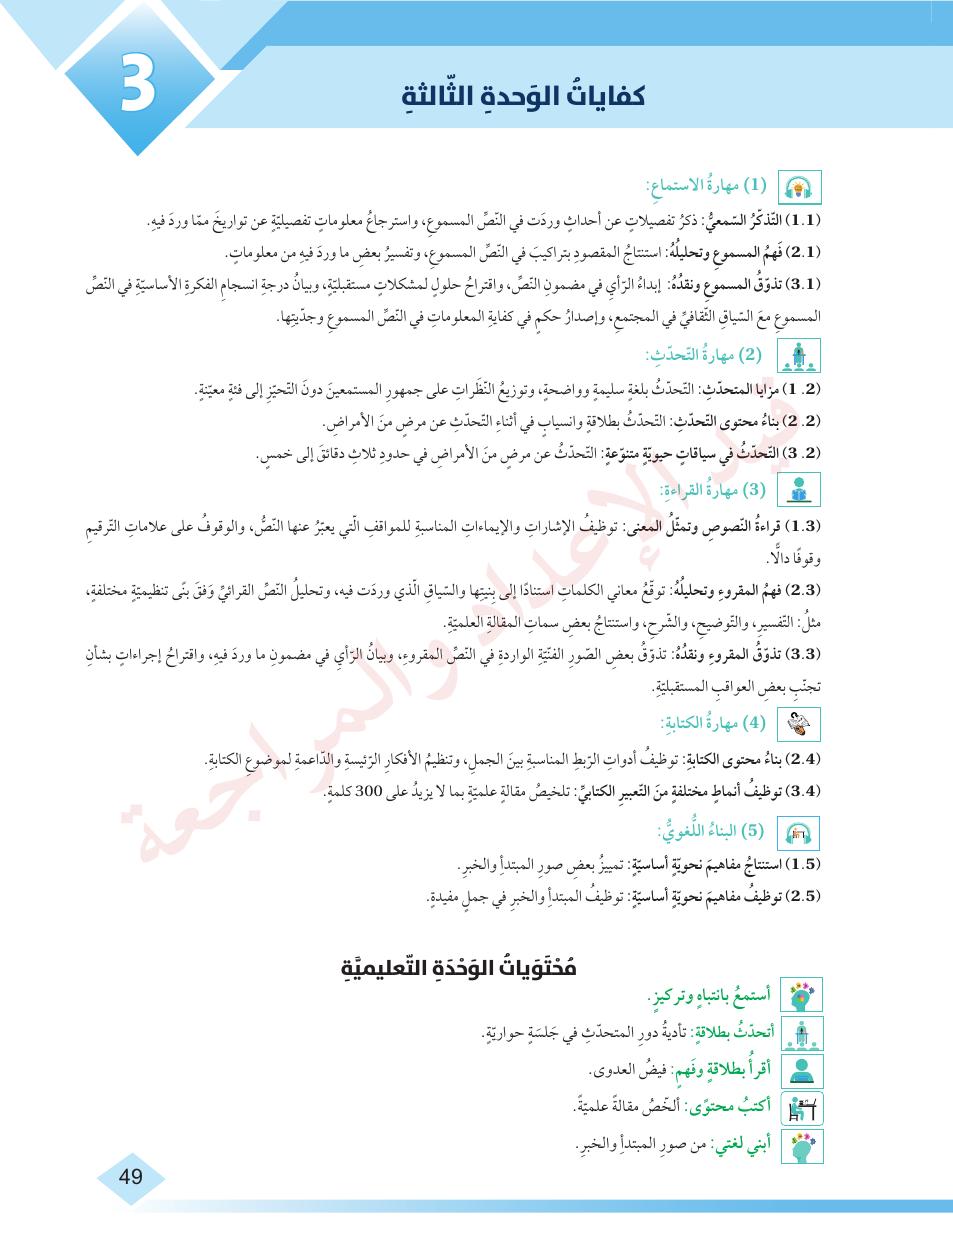 3
كفاياتُ الوَحدةِ الثّالثةِ
(1) مهارةُ الاستماعِ:
(1.1) التّذكّرُ السّمعيُّ: ذكرُ تفصيلاتٍ عن أحداثٍ وردَت في النّصِّ المسموعِ، واسترجاعُ معلوماتٍ تفصيليّةٍ عن تواريخَ ممّا وردَ فيهِ.
(2.1) فَهمُ المسموعِ وتحليلُهُ: استنتاجُ المقصودِ بتراكيبَ في النّصِّ المسموعِ، وتفسيرُ بعضِ ما وردَ فيهِ من معلوماتٍ.
(3.1) تذوّقُ المسموعِ ونقدُهُ: إبداءُ الرّأيِ في مضمونِ النّصِّ، واقتراحُ حلولٍ لمشكلاتٍ مستقبليّةٍ، وبيانُ درجةِ انسجامِ الفكرةِ الأساسيّةِ في النّصِّ
المسموعِ معَ السّياقِ الثّقافيِّ في المجتمعِ، وإصدارُ حكمٍ في كفايةِ المعلوماتِ في النّصِّ المسموعِ وجدّيتِها.
(2) مهارةُ التّحدّثِ:
(2. 1) مزايا المتحدّثِ: التّحدّثُ بلغةٍ سليمةٍ وواضحةٍ، وتوزيعُ النّظَراتِ على جمهورِ المستمعينَ دونَ التّحيّزِ إلى فئةٍ معيّنةٍ.
(2. 2) بناءُ محتوى التّحدّثِ: التّحدّثُ بطلاقةٍ وانسيابٍ في أثناءِ التّحدّثِ عن مرضٍ منَ الأمراضِ.
(2. 3) التّحدّثُ في سياقاتٍ حيويّةٍ متنوّعةٍ: التّحدّثُ عن مرضٍ منَ الأمراضِ في حدودِ ثلاثِ دقائقَ إلى خمسٍ.
(3) مهارةُ القراءةِ:
(1.3) قراءةُ النّصوصِ وتمثّلُ المعنى: توظيفُ الإشاراتِ والإيماءاتِ المناسبةِ للمواقفِ الّتي يعبّرُ عنها النّصُّ، والوقوفُ على علاماتِ التّرقيمِ
وقوفًا دالًّا.
(2.3) فهمُ المقروءِ وتحليلُهُ: توقّعُ معاني الكلماتِ استنادًا إلى بِنيتِها والسّياقِ الّذي وردَت فيه، وتحليلُ النّصِّ القرائيِّ وَفقَ بنًى تنظيميّةٍ مختلفةٍ،
مثلُ: التّفسيرِ، والتّوضيحِ، والشّرحِ، واستنتاجُ بعضِ سماتِ المقالةِ العلميّةِ.
(3.3) تذوّقُ المقروءِ ونقدُهُ: تذوّقُ بعضِ الصّورِ الفنّيّةِ الواردةِ في النّصِّ المقروءِ، وبيانُ الرّأيِ في مضمونِ ما وردَ فيهِ، واقتراحُ إجراءاتٍ بشأنِ
تجنّبِ بعضِ العواقبِ المستقبليّةِ.
(4) مهارةُ الكتابةِ:
(2.4) بناءُ محتوى الكتابةِ: توظيفُ أدواتِ الرّبطِ المناسبةِ بينَ الجملِ، وتنظيمُ الأفكارِ الرّئيسةِ والدّاعمةِ لموضوعِ الكتابةِ.
(3.4) توظيفُ أنماطٍ مختلفةٍ منَ التّعبيرِ الكتابيِّ: تلخيصُ مقالةٍ علميّةٍ بما لا يزيدُ على 300 كلمةٍ.
(5) البناءُ اللُّغويُّ:
(1.5) استنتاجُ مفاهيمَ نحويّةٍ أساسيّةٍ: تمييزُ بعضِ صورِ المبتدأِ والخبرِ.
(2.5) توظيفُ مفاهيمَ نحويّةٍ أساسيّةٍ: توظيفُ المبتدأِ والخبرِ في جملٍ مفيدةٍ.
قيد الإعداد والمراجعة
مُحْتَوَياتُ الوَحْدَةِ التّعليميَّةِ
أستمعُ بانتباهٍ وتركيزٍ.
أتحدّثُ بطلاقةٍ: تأديةُ دورِ المتحدّثِ في جَلسَةٍ حواريّةٍ.
أقرأُ بطلاقةٍ وفَهمٍ: فيضُ العدوى.
أكتبُ محتوًى: ألخّصُ مقالةً علميّةً.
أبني لغتي: من صورِ المبتدأِ والخبرِ.
49